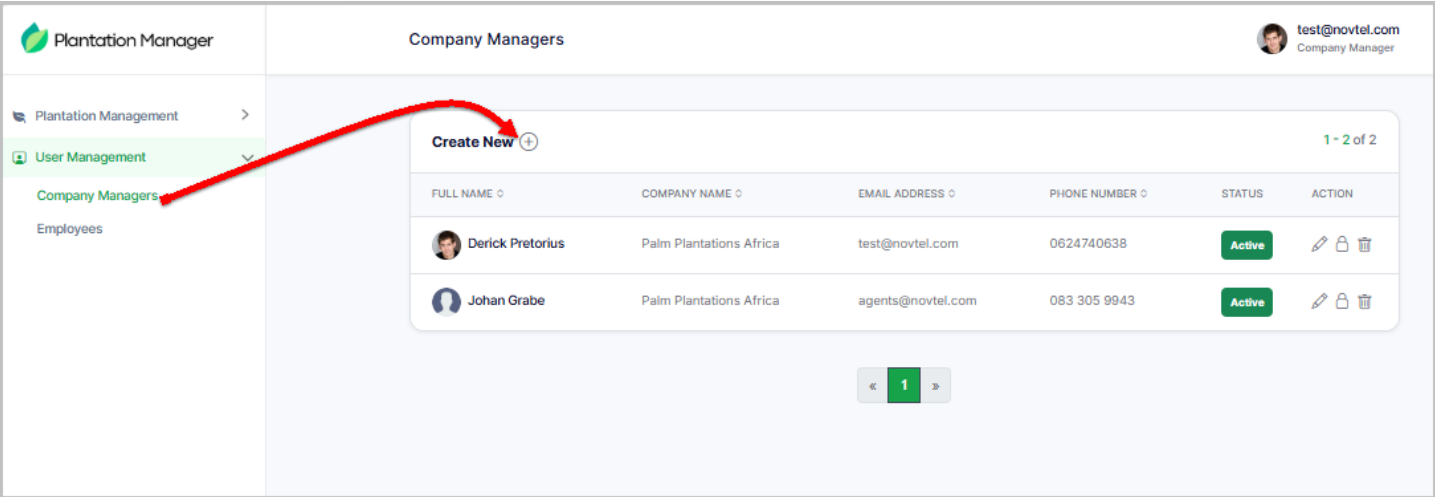 Plantation Manager
Company Managers
test@novtel.com
Company Manager
Plantation Management
User Management
Company Managers
Employees
Create New
1 - 2 of 2
FULL NAME COMPANY NAME EMAIL ADDRESS PHONE NUMBER STATUS ACTION
Derick Pretorius Palm Plantations Africa test@novtel.com 0624740638 Active
Johan Grabe Palm Plantations Africa agents@novtel.com 083 305 9943 Active
« 1 »